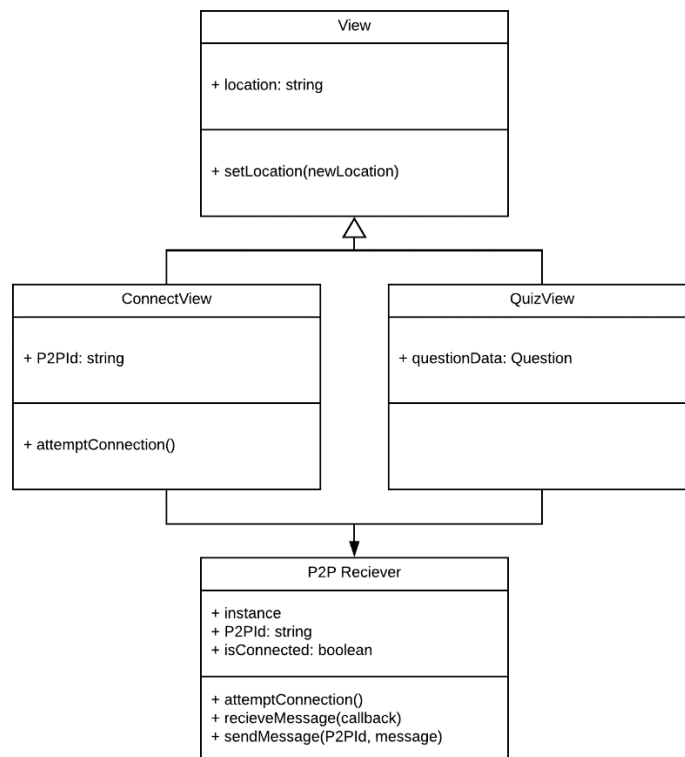 View
+ location: string
+ setLocation(newLocation)
ConnectView
+ P2PId: string
+ attemptConnection()
QuizView
+ questionData: Question
P2P Reciever
+ instance
+ P2PId: string
+ isConnected: boolean
+ attemptConnection()
+ recieveMessage(callback)
+ sendMessage(P2PId, message)